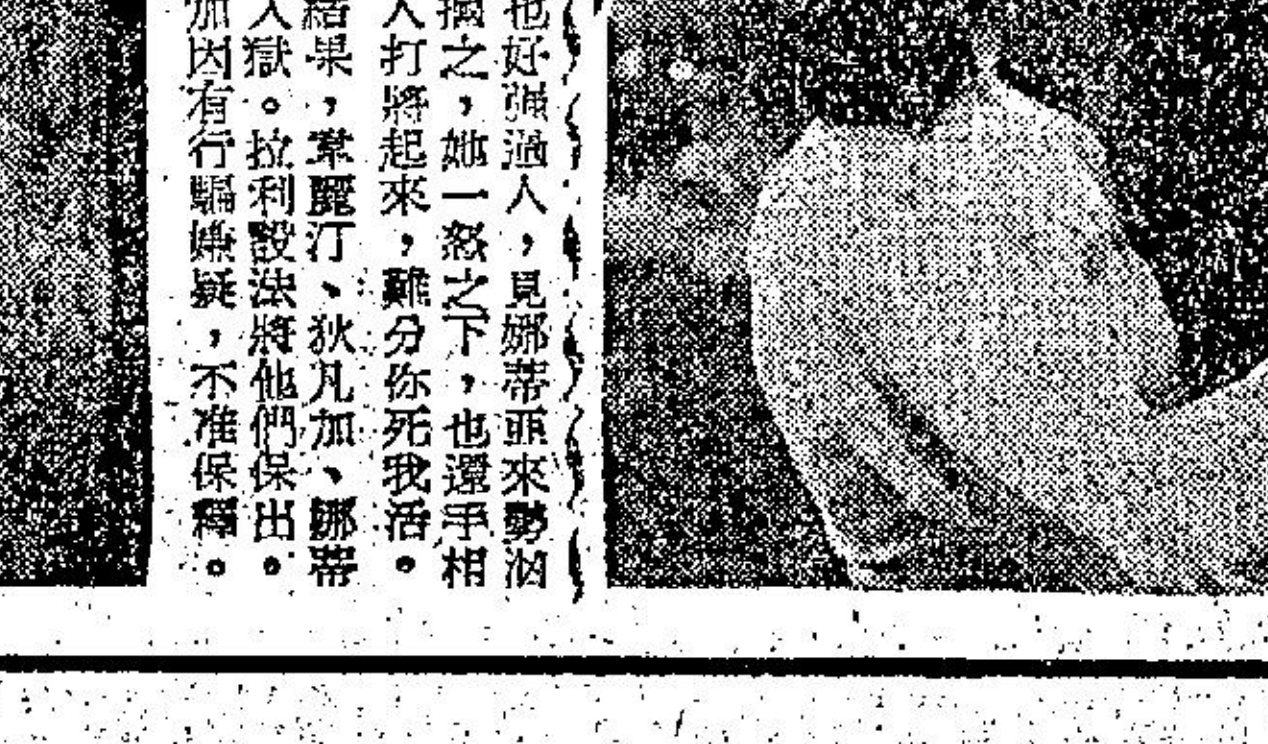 也好強過人，見娜蒂亞來勢洶
摑之，她一怒之下，也還手相
人打將起來，難分你死我活。
結果，韋麗汀、狄凡加、娜蒂
入獄。拉利設法將他們保出。
加因有行騙嫌疑，不准保釋。